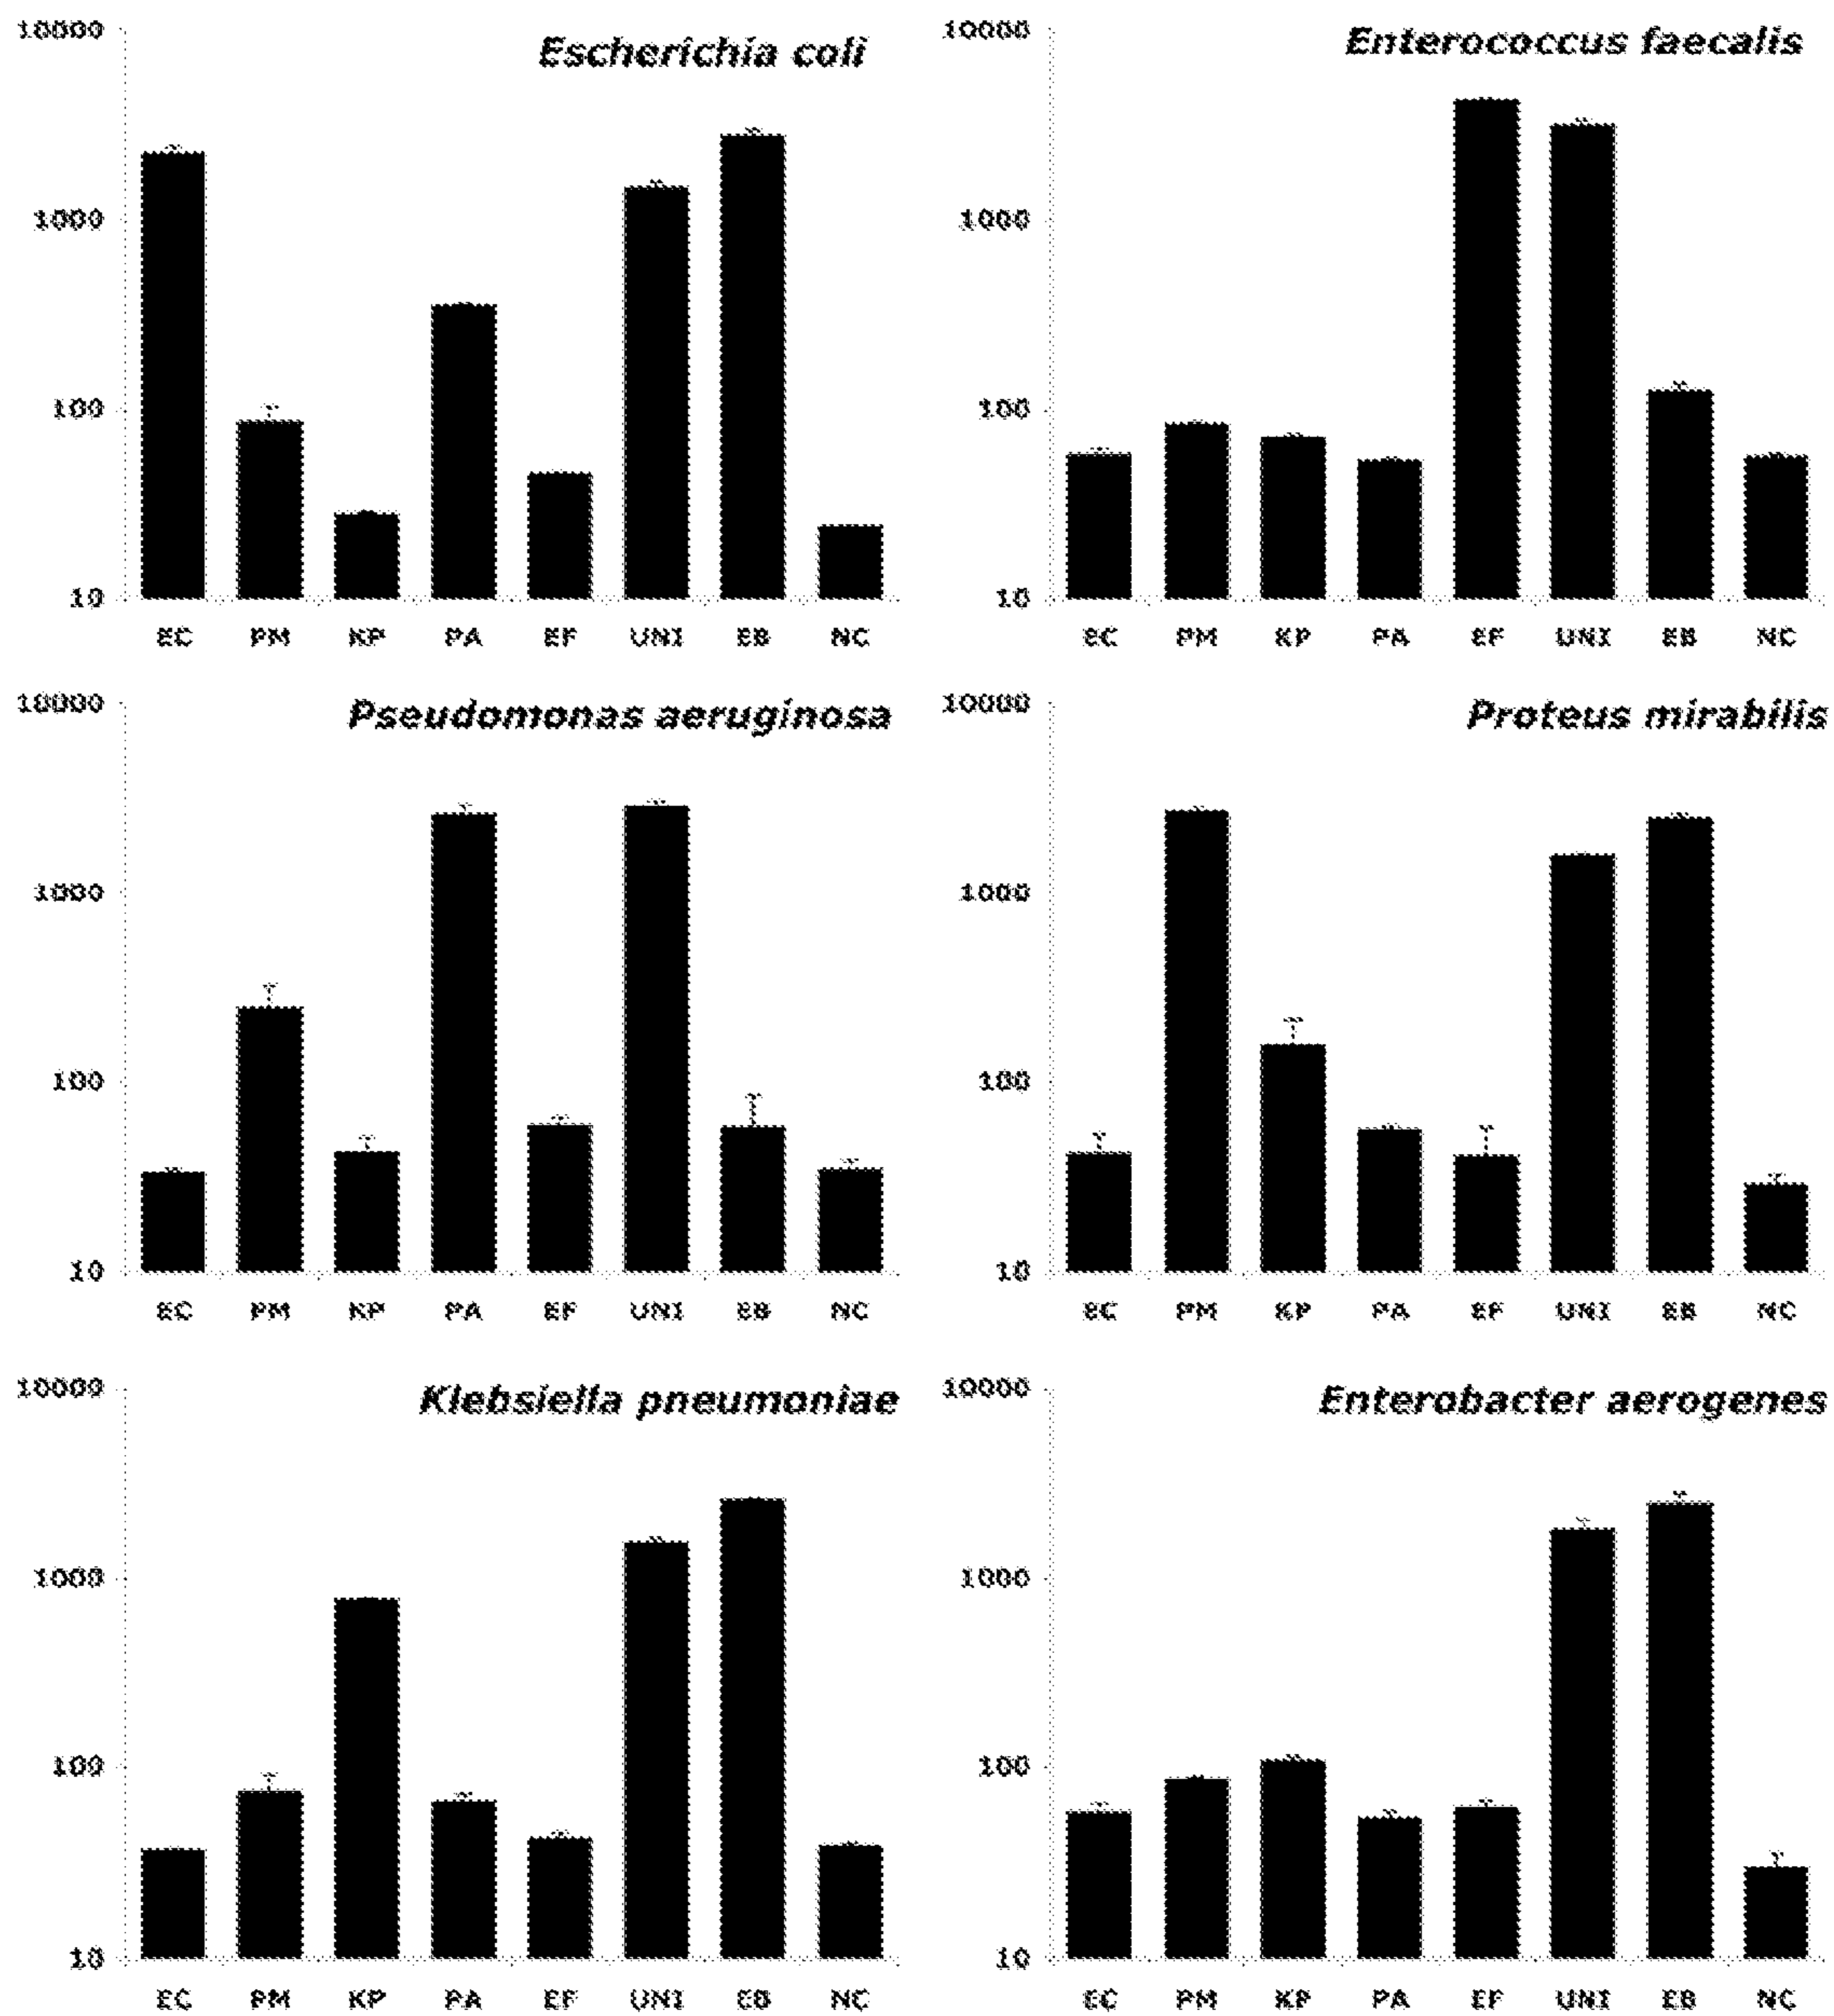 Escherichia coli
10000
1000
100
10
EC PM KP PA EF UNI EB NC
Enterococcus faecalis
10000
1000
100
10
EC PM KP PA EF UNI EB NC
Pseudomonas aeruginosa
10000
1000
100
10
EC PM KP PA EF UNI EB NC
Proteus mirabilis
10000
1000
100
10
EC PM KP PA EF UNI EB NC
Klebsiella pneumoniae
10000
1000
100
10
EC PM KP PA EF UNI EB NC
Enterobacter aerogenes
10000
1000
100
10
EC PM KP PA EF UNI EB NC